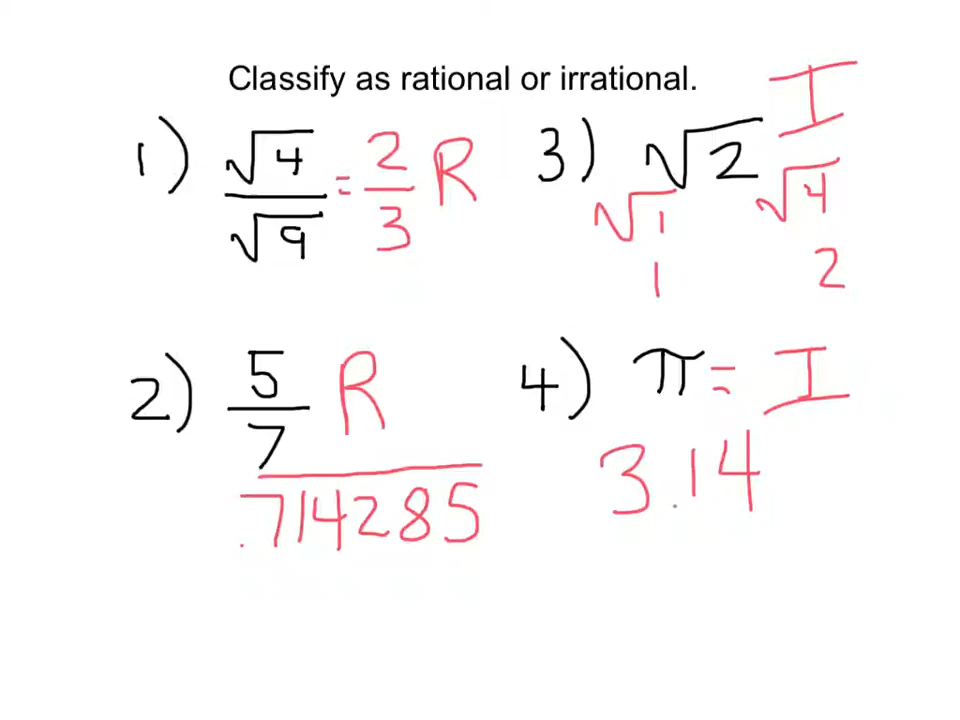 Classify as rational or irrational.
1) √4/√9 = 2/3 R
3) √2 I
√1 √4
1 2
2) 5/7 R
.714285
4) π = I
3.14